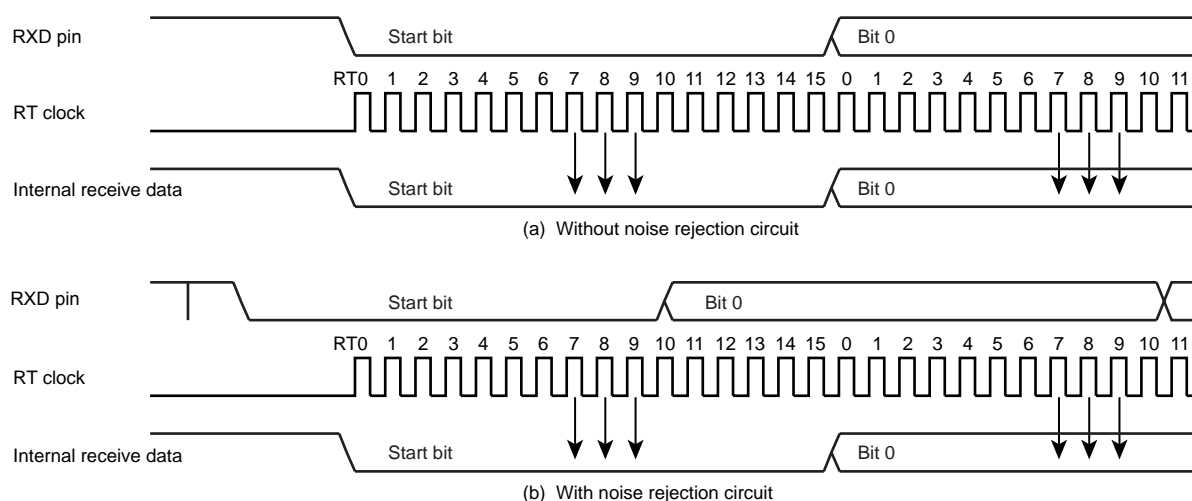 RXD pin Start bit Bit 0
RT0 1 2 3 4 5 6 7 8 9 10 11 12 13 14 15 0 1 2 3 4 5 6 7 8 9 10 11
RT clock
Internal receive data Start bit Bit 0
(a) Without noise rejection circuit
RXD pin Start bit Bit 0
RT0 1 2 3 4 5 6 7 8 9 10 11 12 13 14 15 0 1 2 3 4 5 6 7 8 9 10 11
RT clock
Internal receive data Start bit Bit 0
(b) With noise rejection circuit